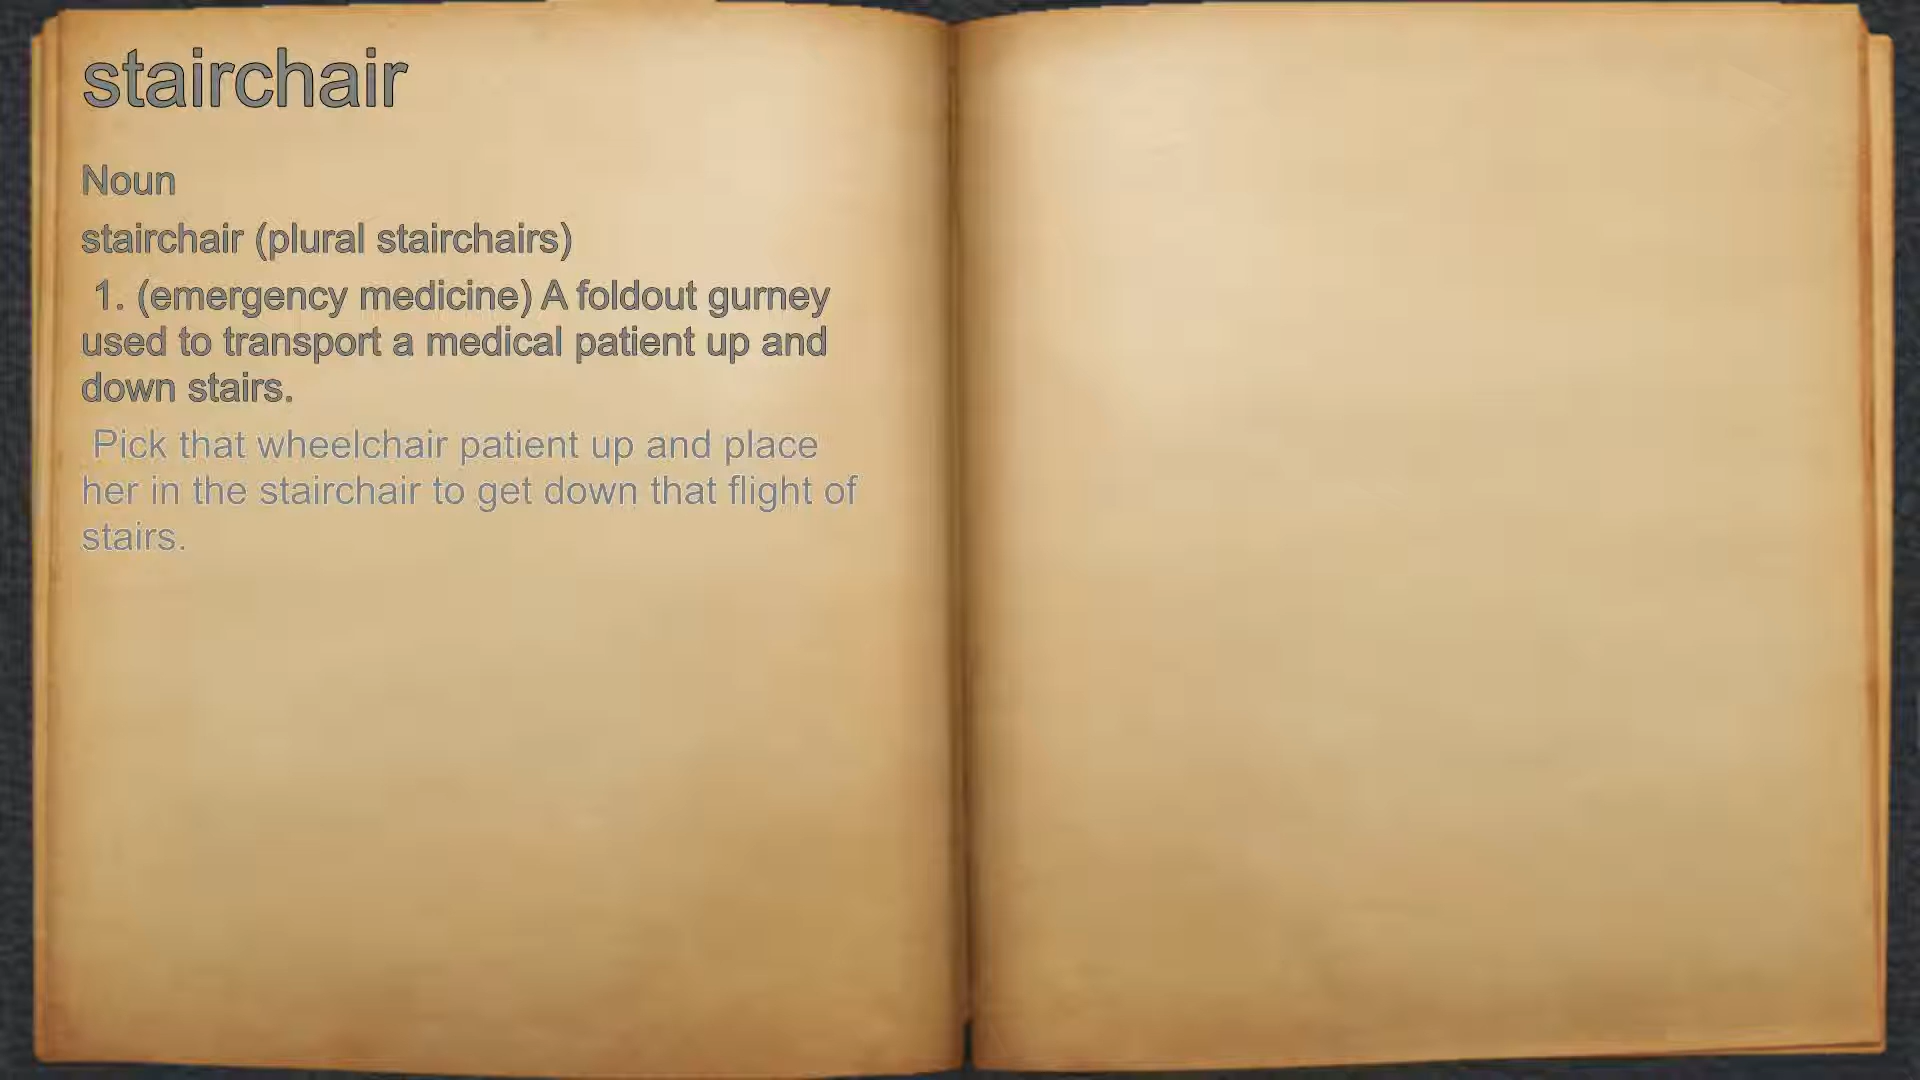 stairchair
Noun
stairchair (plural stairchairs)
1. (emergency medicine) A foldout gurney
used to transport a medical patient up and
down stairs.
Pick that wheelchair patient up and place
her in the stairchair to get down that flight of
stairs.